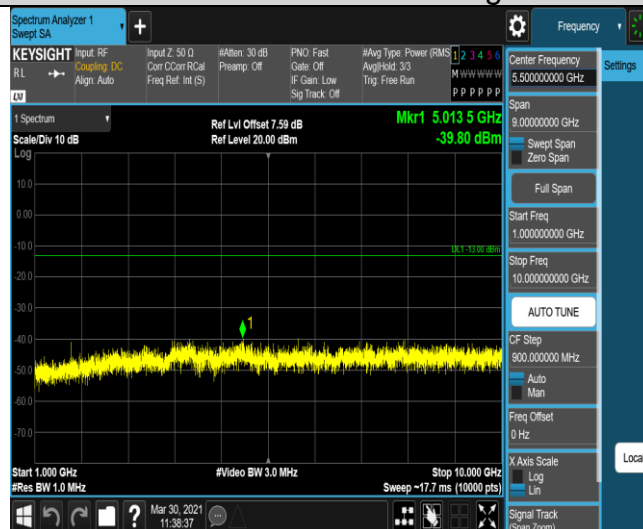 Spectrum Analyzer 1
Swept SA
+
Frequency
KEYSIGHT
RL
LXI
Input: RF
Coupling: DC
Align: Auto
Input Z: 50 Ω
Corr CCorr RCal
Freq Ref: Int (S)
#Atten: 30 dB
Preamp: Off
PNO: Fast
Gate: Off
IF Gain: Low
Sig Track: Off
#Avg Type: Power (RMS
Avg|Hold: 3/3
Trig: Free Run
1 2 3 4 5 6
M W W W W W
P P P P P P
1 Spectrum
Scale/Div 10 dB
Log
Ref Lvl Offset 7.59 dB
Ref Level 20.00 dBm
Mkr1 5.013 5 GHz
-39.80 dBm
10.0
0.00
-10.0
DL1 -13.00 dBm
-20.0
-30.0
1
-40.0
-50.0
-60.0
-70.0
Start 1.000 GHz
#Res BW 1.0 MHz
#Video BW 3.0 MHz
Stop 10.000 GHz
Sweep ~17.7 ms (10000 pts)
?
Mar 30, 2021
11:38:37
Center Frequency
5.500000000 GHz
Span
9.00000000 GHz
Swept Span
Zero Span
Full Span
Start Freq
1.000000000 GHz
Stop Freq
10.000000000 GHz
AUTO TUNE
CF Step
900.000000 MHz
Auto
Man
Freq Offset
0 Hz
X Axis Scale
Log
Lin
Signal Track
(Span Zoom)
Settings
Local